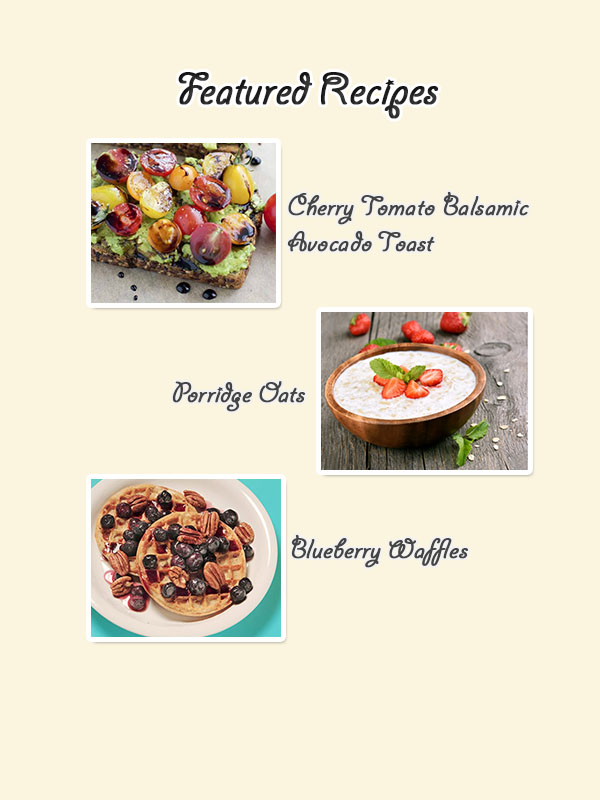 Featured Recipes
Cherry Tomato Balsamic
Avocado Toast
Porridge Oats
Blueberry Waffles